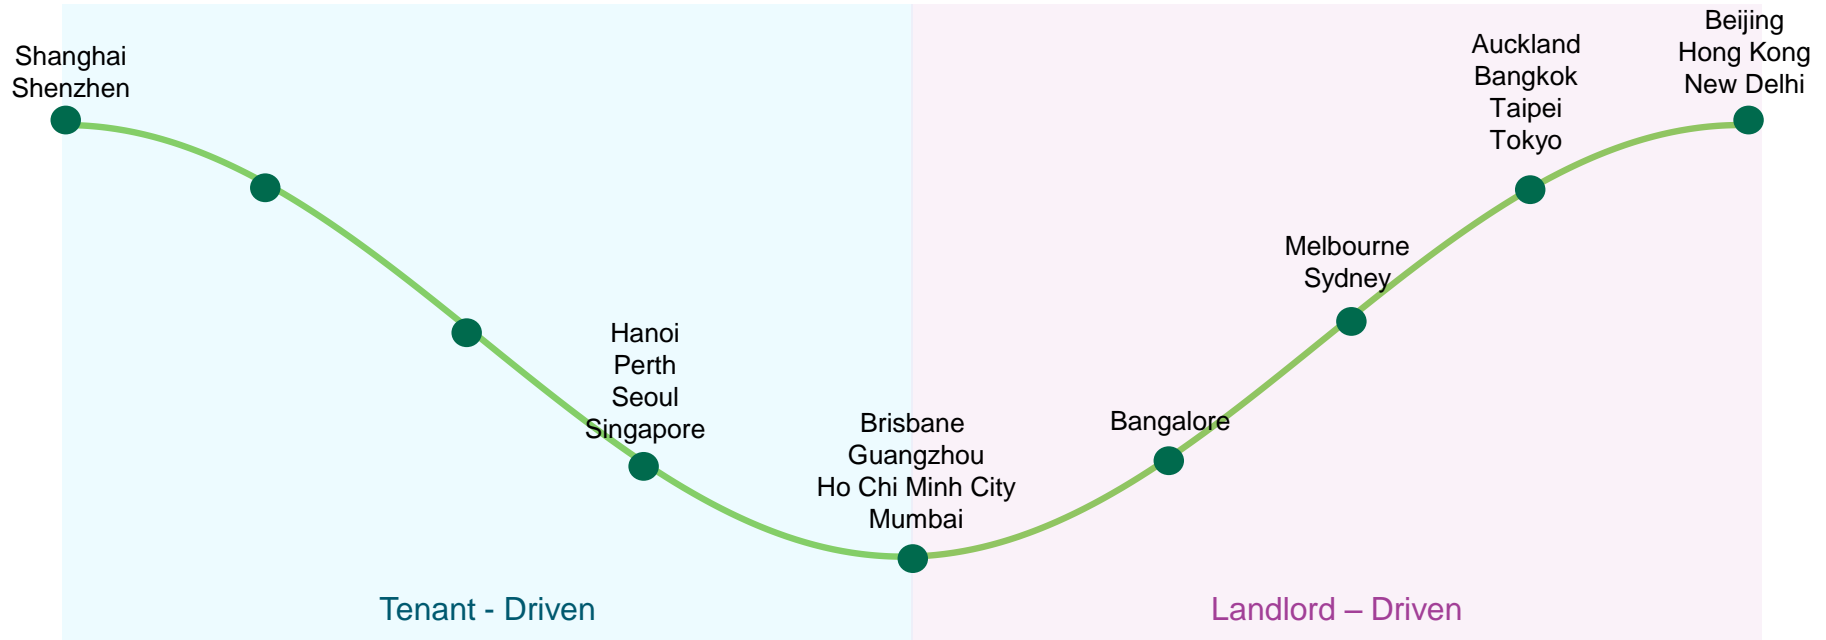 Shanghai
Shenzhen
Hanoi
Perth
Seoul
Singapore
Brisbane
Guangzhou
Ho Chi Minh City
Mumbai
Bangalore
Melbourne
Sydney
Auckland
Bangkok
Taipei
Tokyo
Beijing
Hong Kong
New Delhi
Tenant - Driven
Landlord – Driven